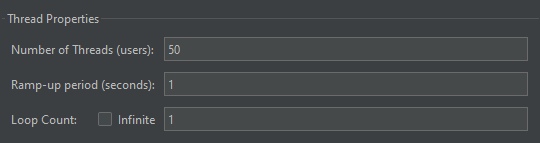 Thread Properties
Number of Threads (users): 50
Ramp-up period (seconds): 1
Loop Count: Infinite 1